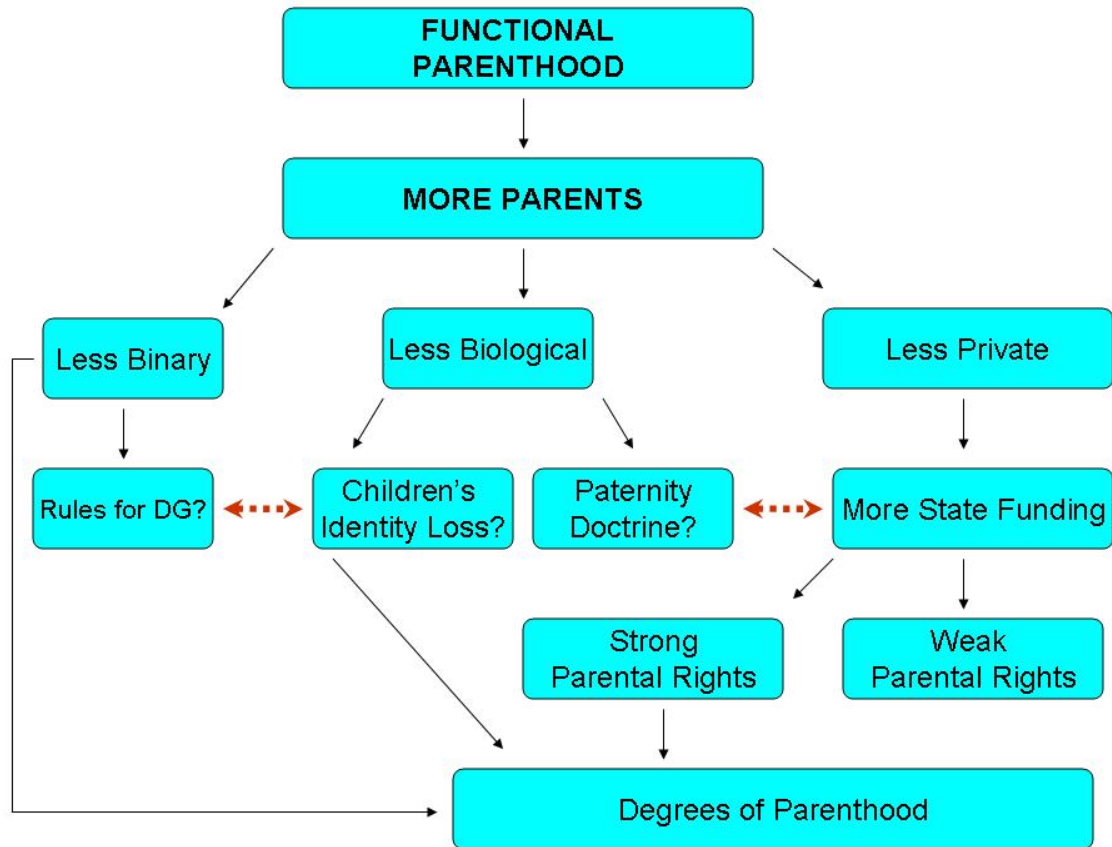 FUNCTIONAL
PARENTHOOD
MORE PARENTS
Less Binary
Less Biological
Less Private
Rules for DG?
Children's
Identity Loss?
Paternity
Doctrine?
More State Funding
Strong
Parental Rights
Weak
Parental Rights
Degrees of Parenthood